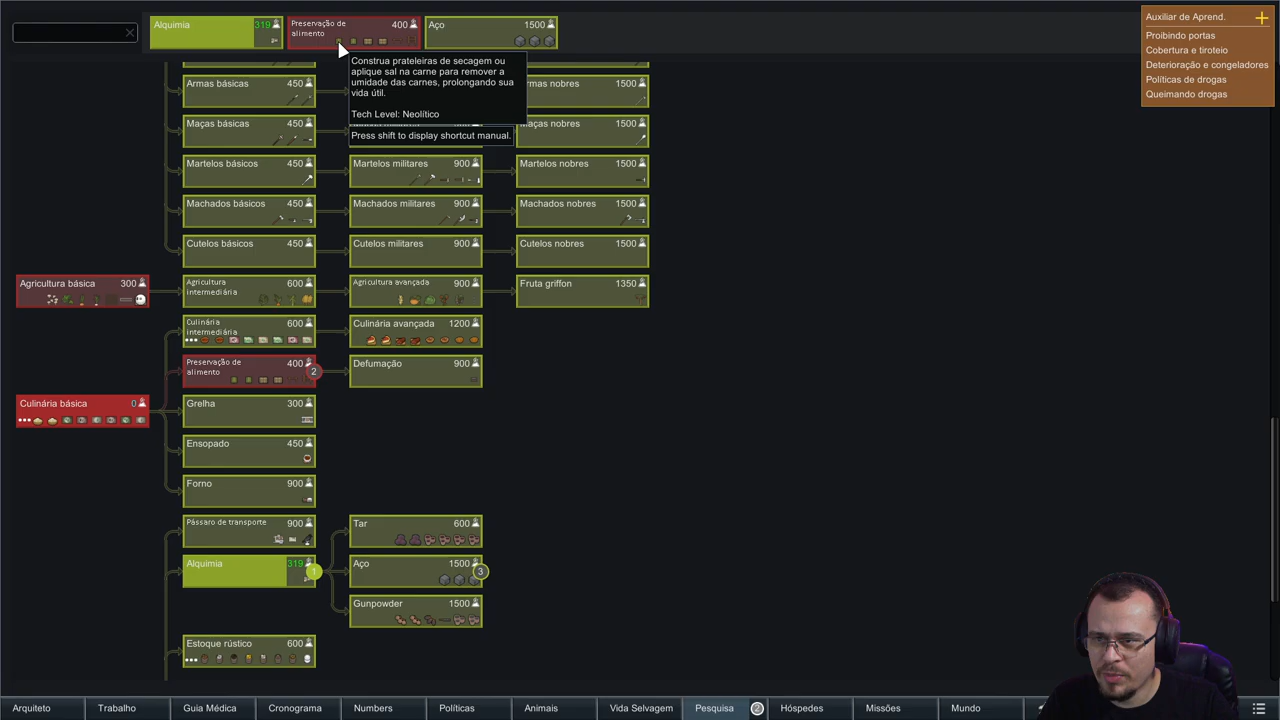 Alquimia 319
Preservação de alimento 400
Aço 1500
Auxiliar de Aprend.
Proibindo portas
Cobertura e tiroteio
Deterioração e congeladores
Políticas de drogas
Queimando drogas
Construa prateleiras de secagem ou
aplique sal na carne para remover a
umidade das carnes, prolongando sua
vida útil.
Tech Level: Neolítico
Press shift to display shortcut manual.
Armas básicas 450
rmas nobres 1500
Maças básicas 450
aças nobres 1500
Martelos básicos 450
Martelos militares 900
Martelos nobres 1500
Machados básicos 450
Machados militares 900
Machados nobres 1500
Cutelos básicos 450
Cutelos militares 900
Cutelos nobres 1500
Agricultura básica 300
Agricultura intermediária 600
Agricultura avançada 900
Fruta griffon 1350
Culinária intermediária 600
Culinária avançada 1200
Preservação de alimento 400
2
Defumação 900
Culinária básica 0
Grelha 300
Ensopado 450
Forno 900
Pássaro de transporte 900
Tar 600
Alquimia 319
1
Aço 1500
3
Gunpowder 1500
Estoque rústico 600
Arquiteto
Trabalho
Guia Médica
Cronograma
Numbers
Políticas
Animais
Vida Selvagem
Pesquisa
Hóspedes
Missões
Mundo